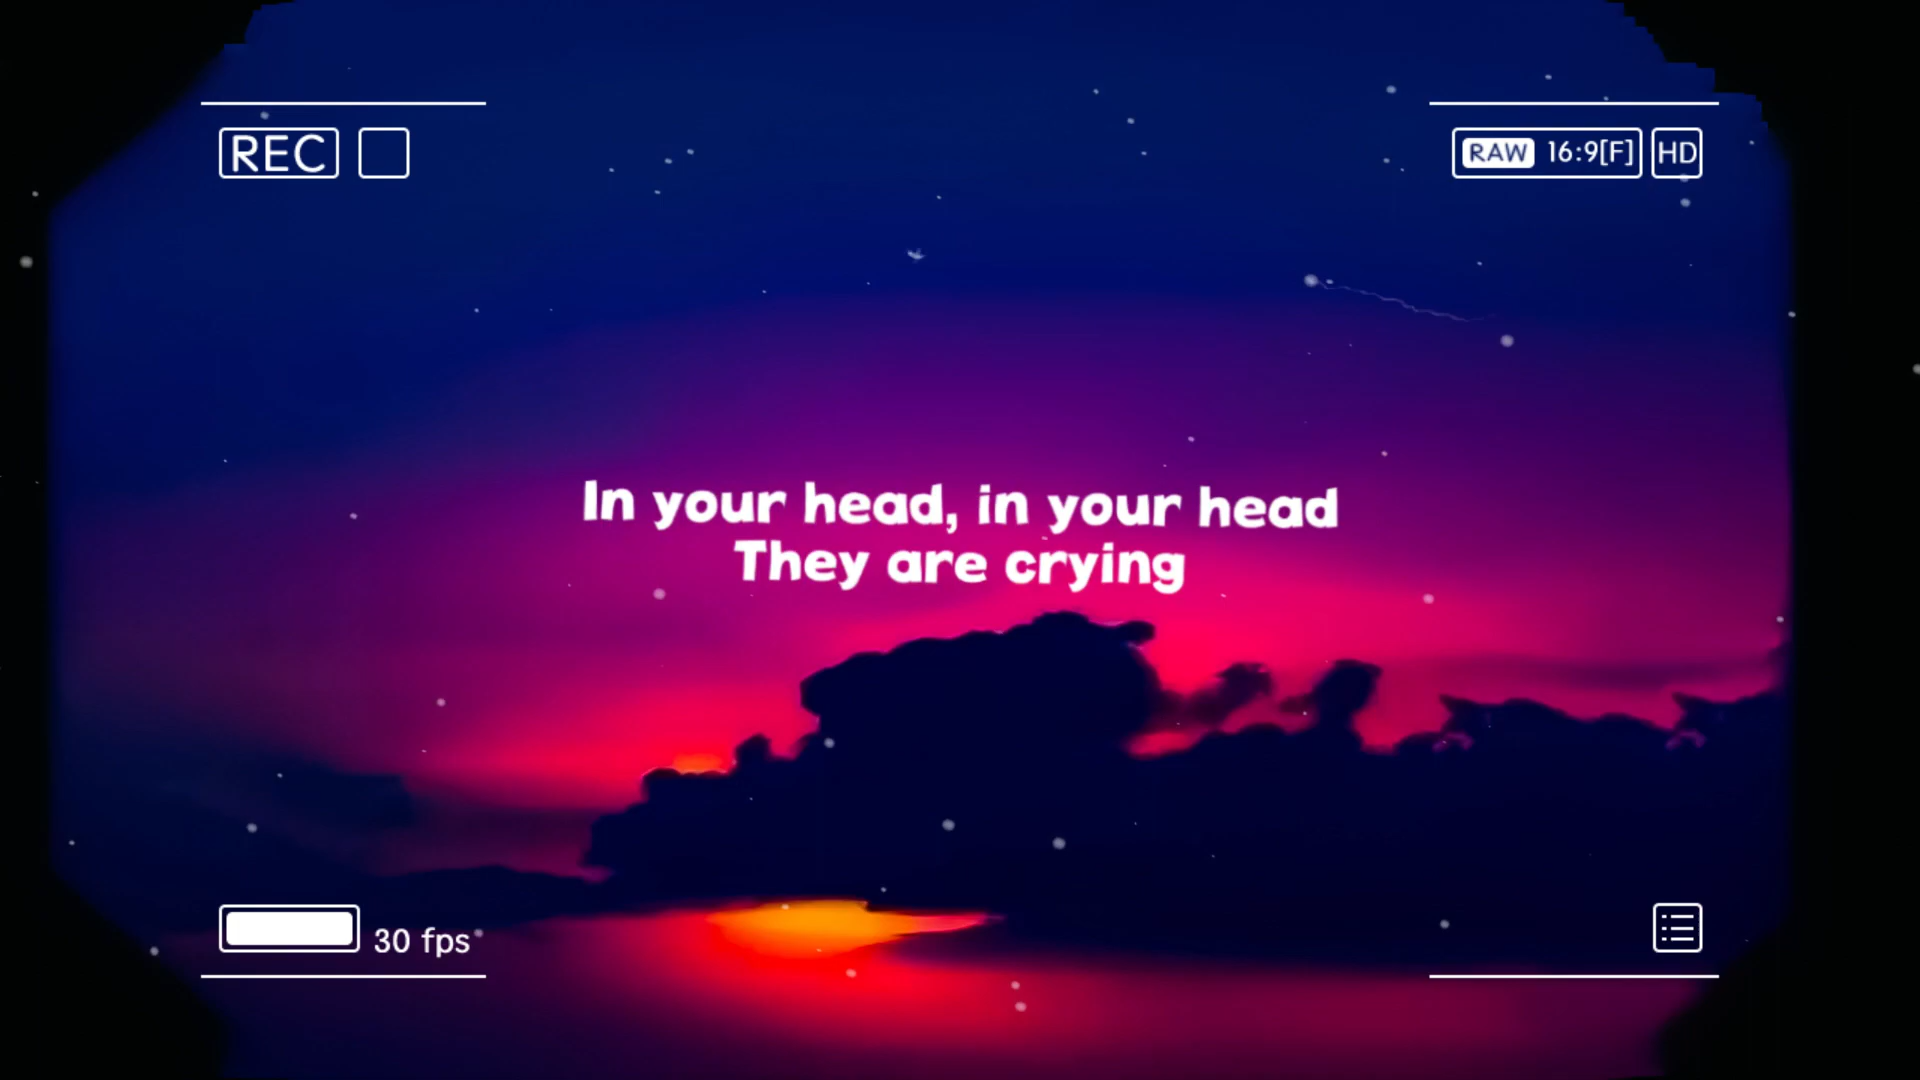 REC
RAW 16:9[F] HD
In your head, in your head
They are crying
30 fps